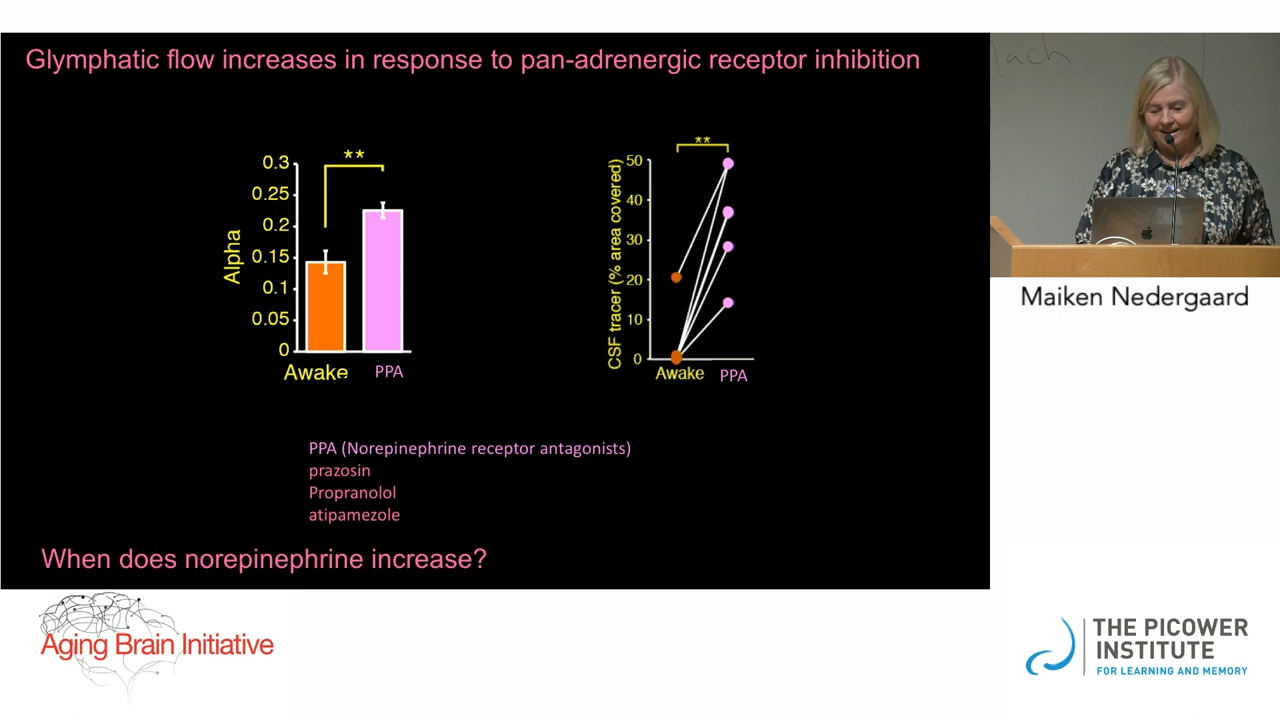 Glymphatic flow increases in response to pan-adrenergic receptor inhibition
**
0.3
0.25
0.2
0.15
0.1
0.05
0
Alpha
Awake PPA
**
50
40
30
20
10
0
CSF tracer (% area covered)
Awake PPA
PPA (Norepinephrine receptor antagonists)
prazosin
Propranolol
atipamezole
When does norepinephrine increase?
Maiken Nedergaard
Aging Brain Initiative
THE PICOWER
INSTITUTE
FOR LEARNING AND MEMORY